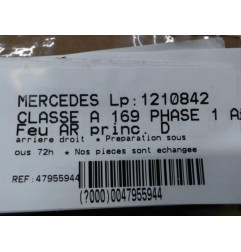 MERCEDES Lp:1210842
CLASSE A 169 PHASE 1 A
Feu AR princ. D
arriere droit * Preparation sous
ous 72h * Nos pieces sont echangee
REF:47955944
(?000)0047955944